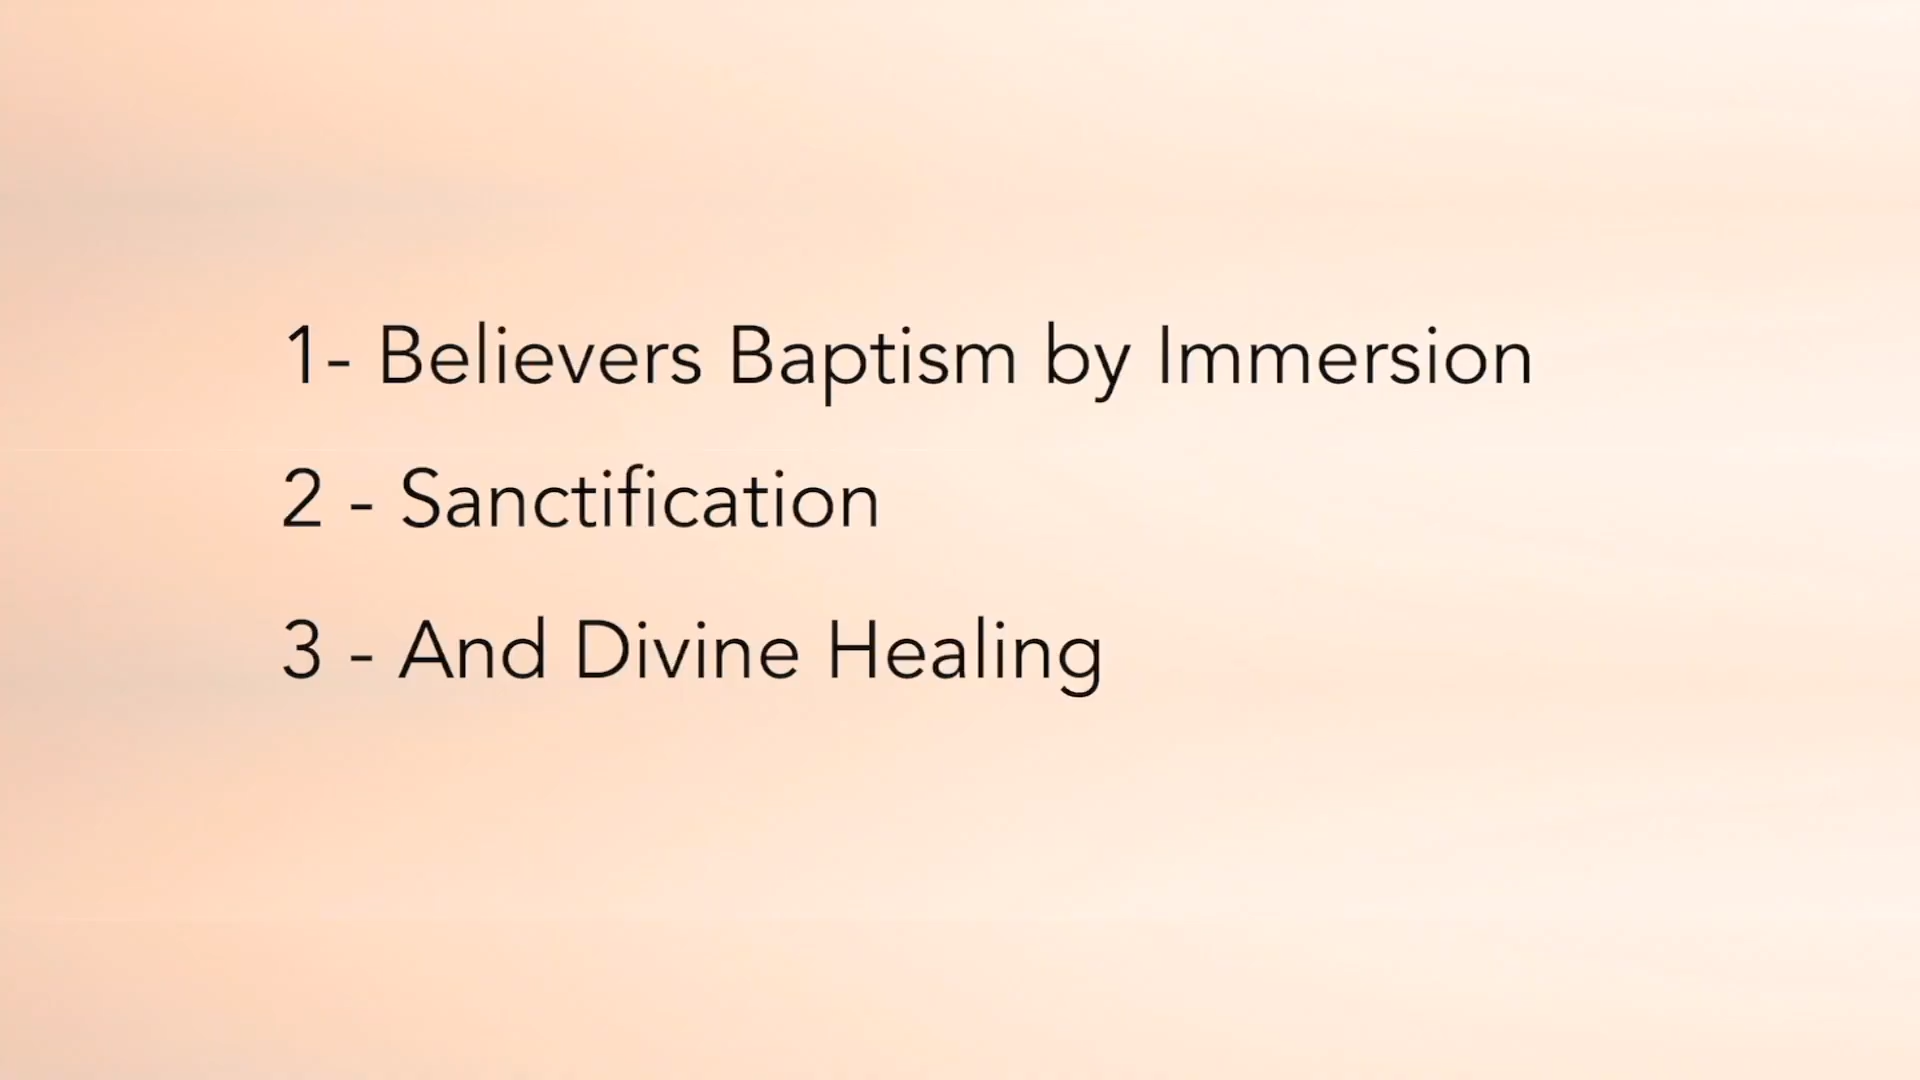 1- Believers Baptism by Immersion
2 - Sanctification
3 - And Divine Healing